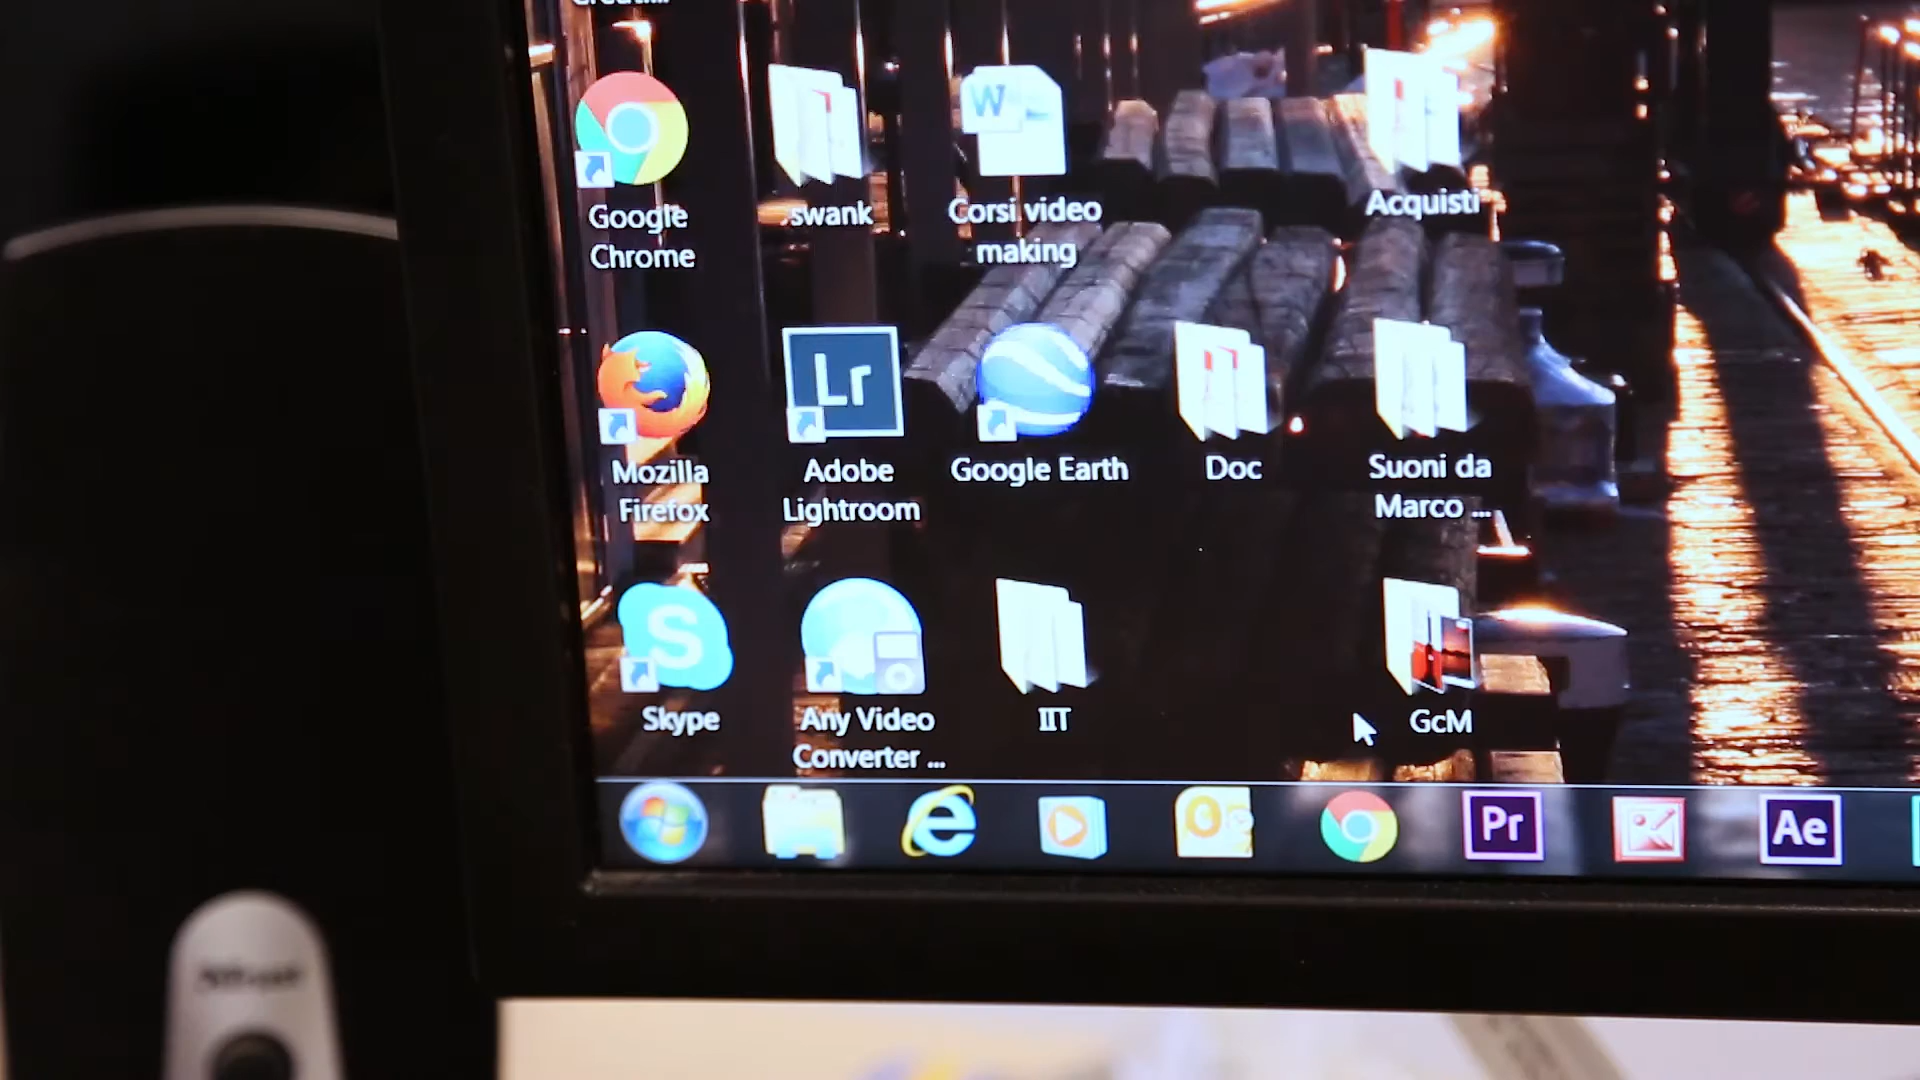 Google
Chrome
swank
Corsi video
making
Acquisti
W
Mozilla
Firefox
Lr
Adobe
Lightroom
Google Earth
Doc
Suoni da
Marco ...
S
Skype
Any Video
Converter ...
IIT
GcM
Pr
Ae